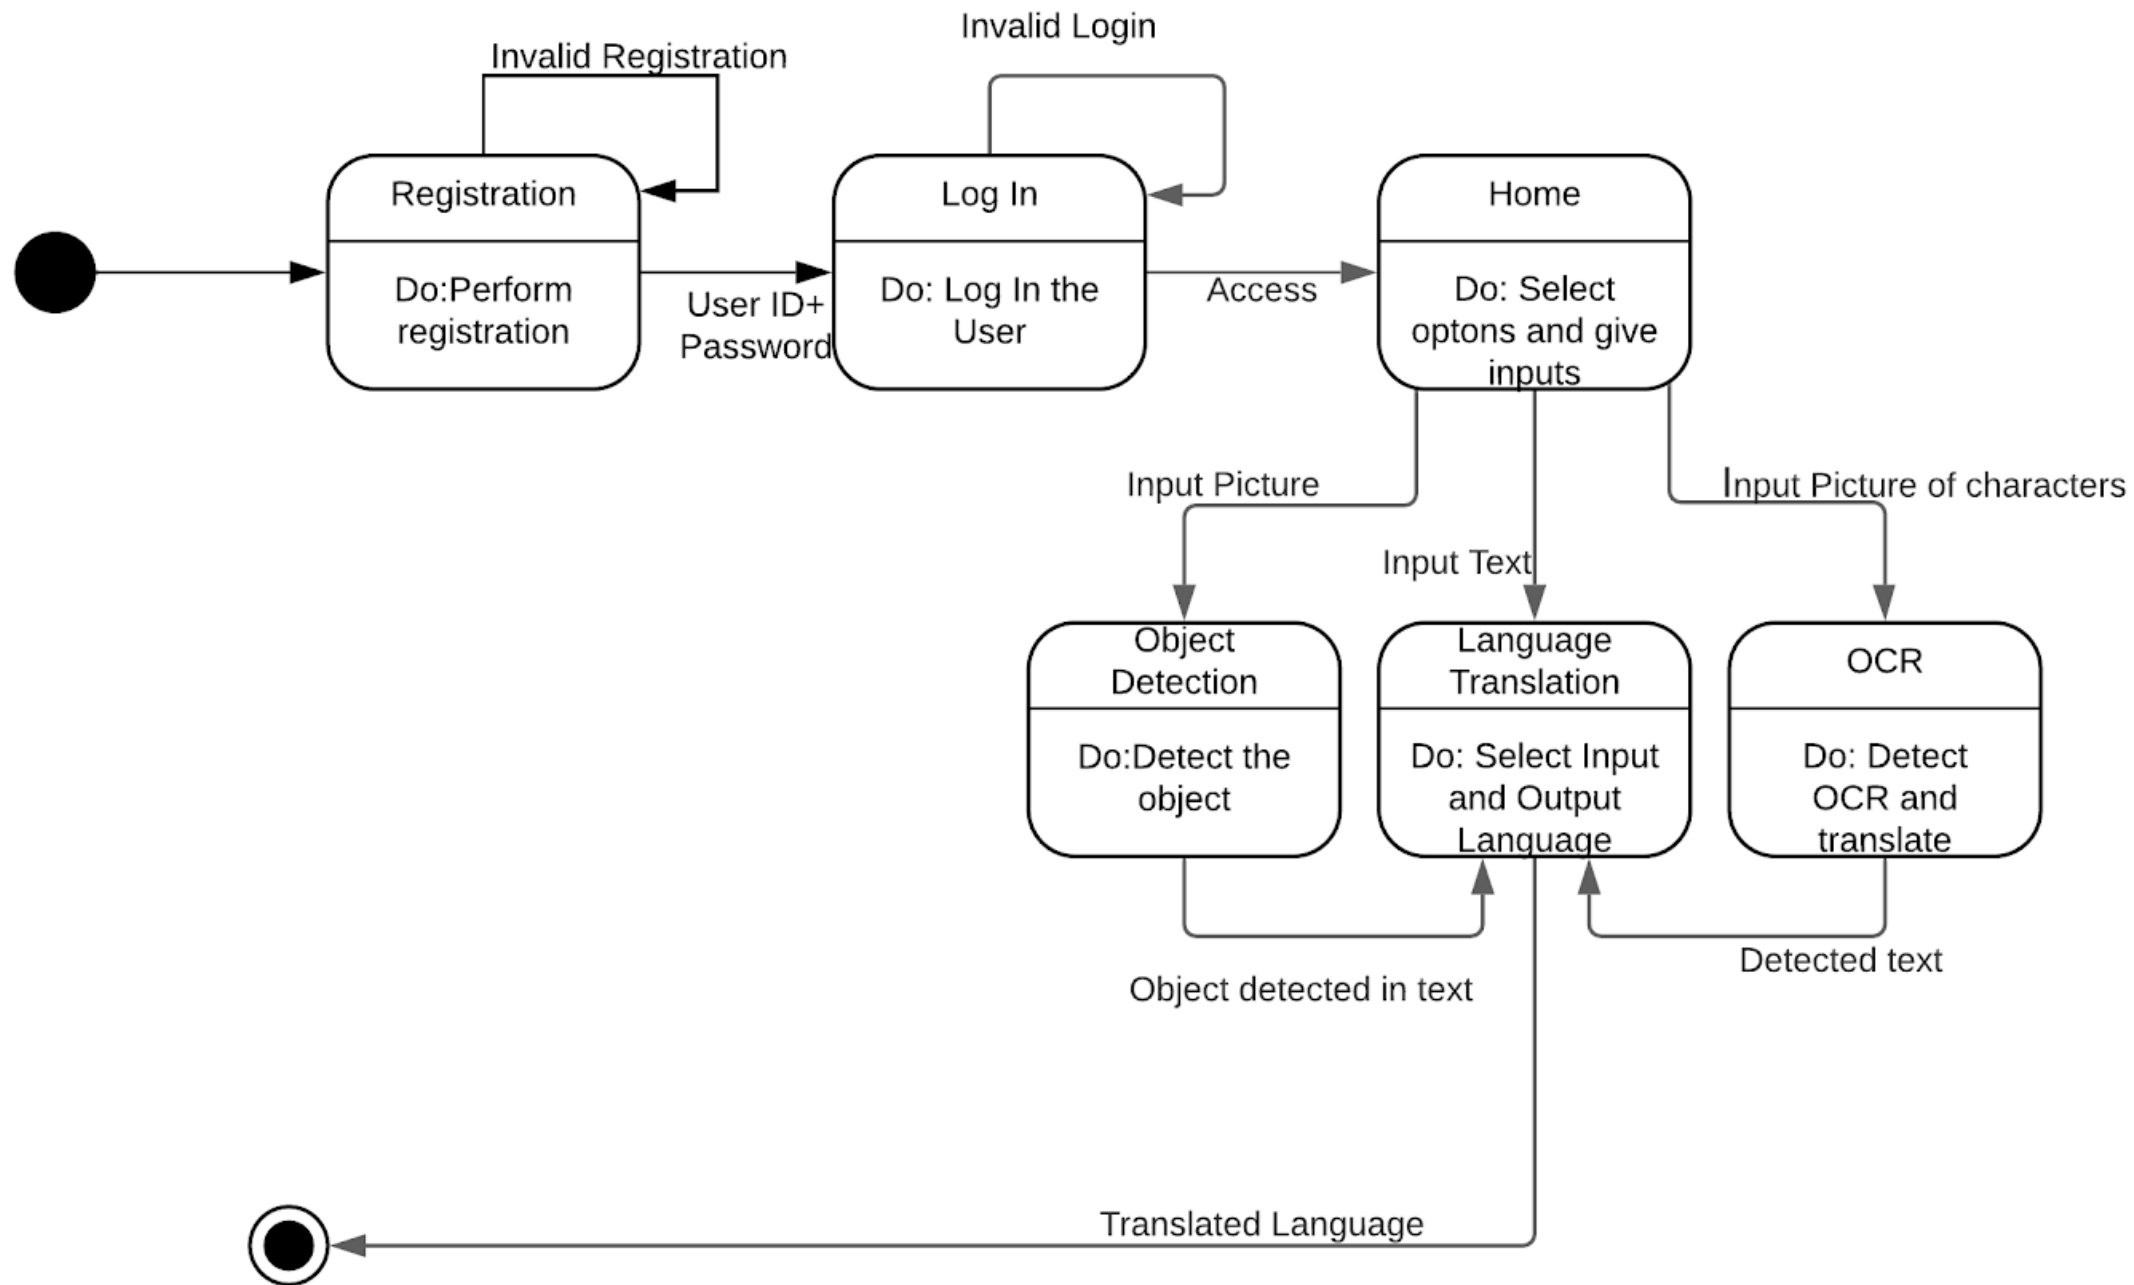 Invalid Registration
Invalid Login
Registration
Do:Perform
registration
User ID+
Password
Log In
Do: Log In the
User
Access
Home
Do: Select
optons and give
inputs
Input Picture
Input Text
Input Picture of characters
Object
Detection
Do:Detect the
object
Language
Translation
Do: Select Input
and Output
Language
OCR
Do: Detect
OCR and
translate
Object detected in text
Detected text
Translated Language